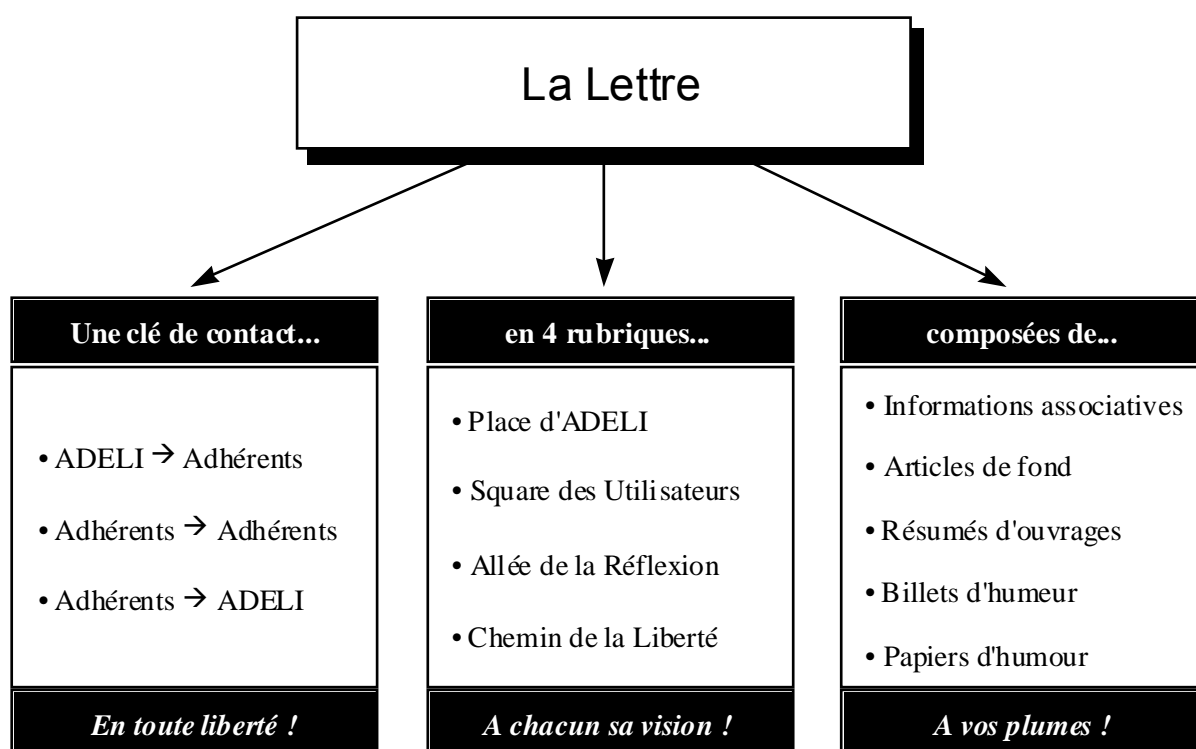 La Lettre
Une clé de contact...
• ADELI → Adhérents
• Adhérents → Adhérents
• Adhérents → ADELI
En toute liberté !
en 4 rubriques...
• Place d'ADELI
• Square des Utilisateurs
• Allée de la Réflexion
• Chemin de la Liberté
A chacun sa vision !
composées de...
• Informations associatives
• Articles de fond
• Résumés d'ouvrages
• Billets d'humeur
• Papiers d'humour
A vos plumes !